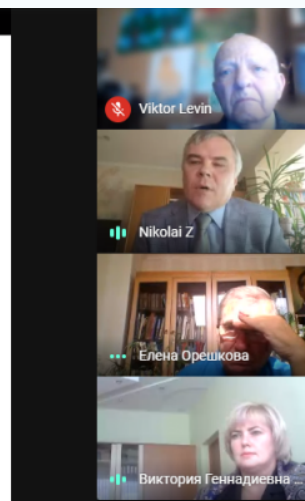 Viktor Levin
Nikolai Z
Елена Орешкова
Виктория Геннадиевна ...